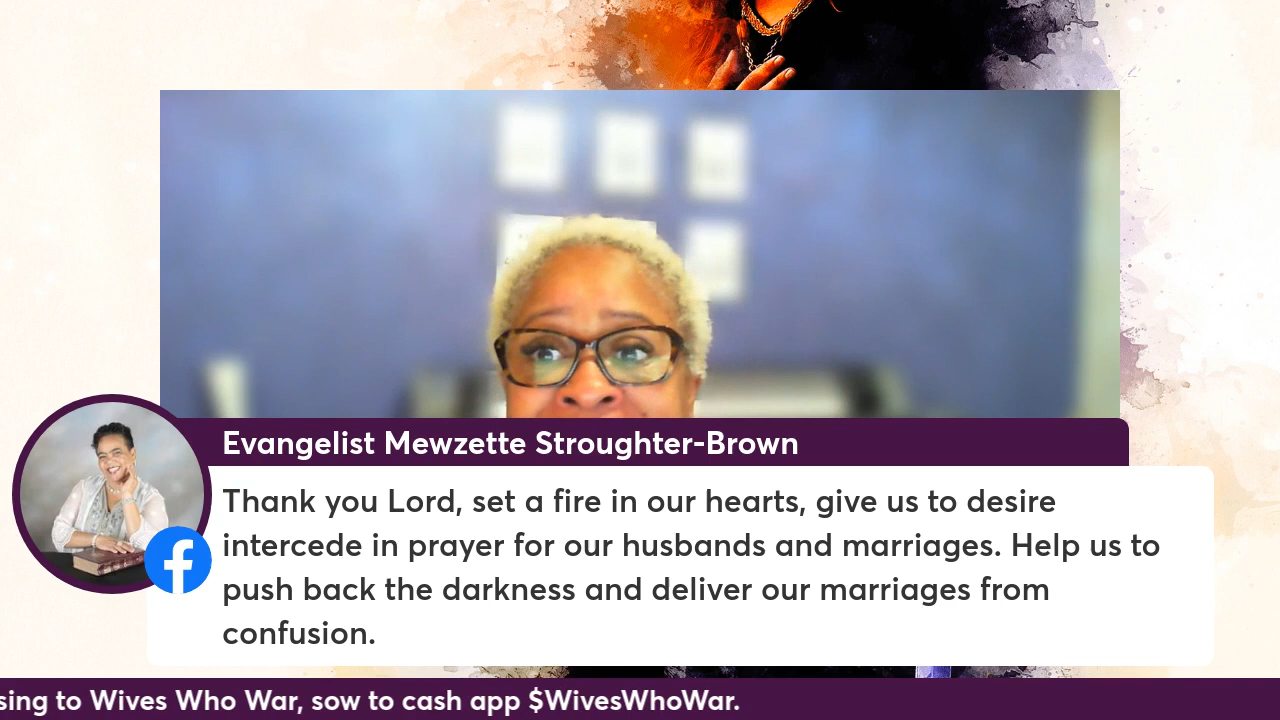 Evangelist Mewzette Stroughter-Brown
Thank you Lord, set a fire in our hearts, give us to desire
intercede in prayer for our husbands and marriages. Help us to
push back the darkness and deliver our marriages from
confusion.
to Wives Who War, sow to cash app $WivesWhoWar.